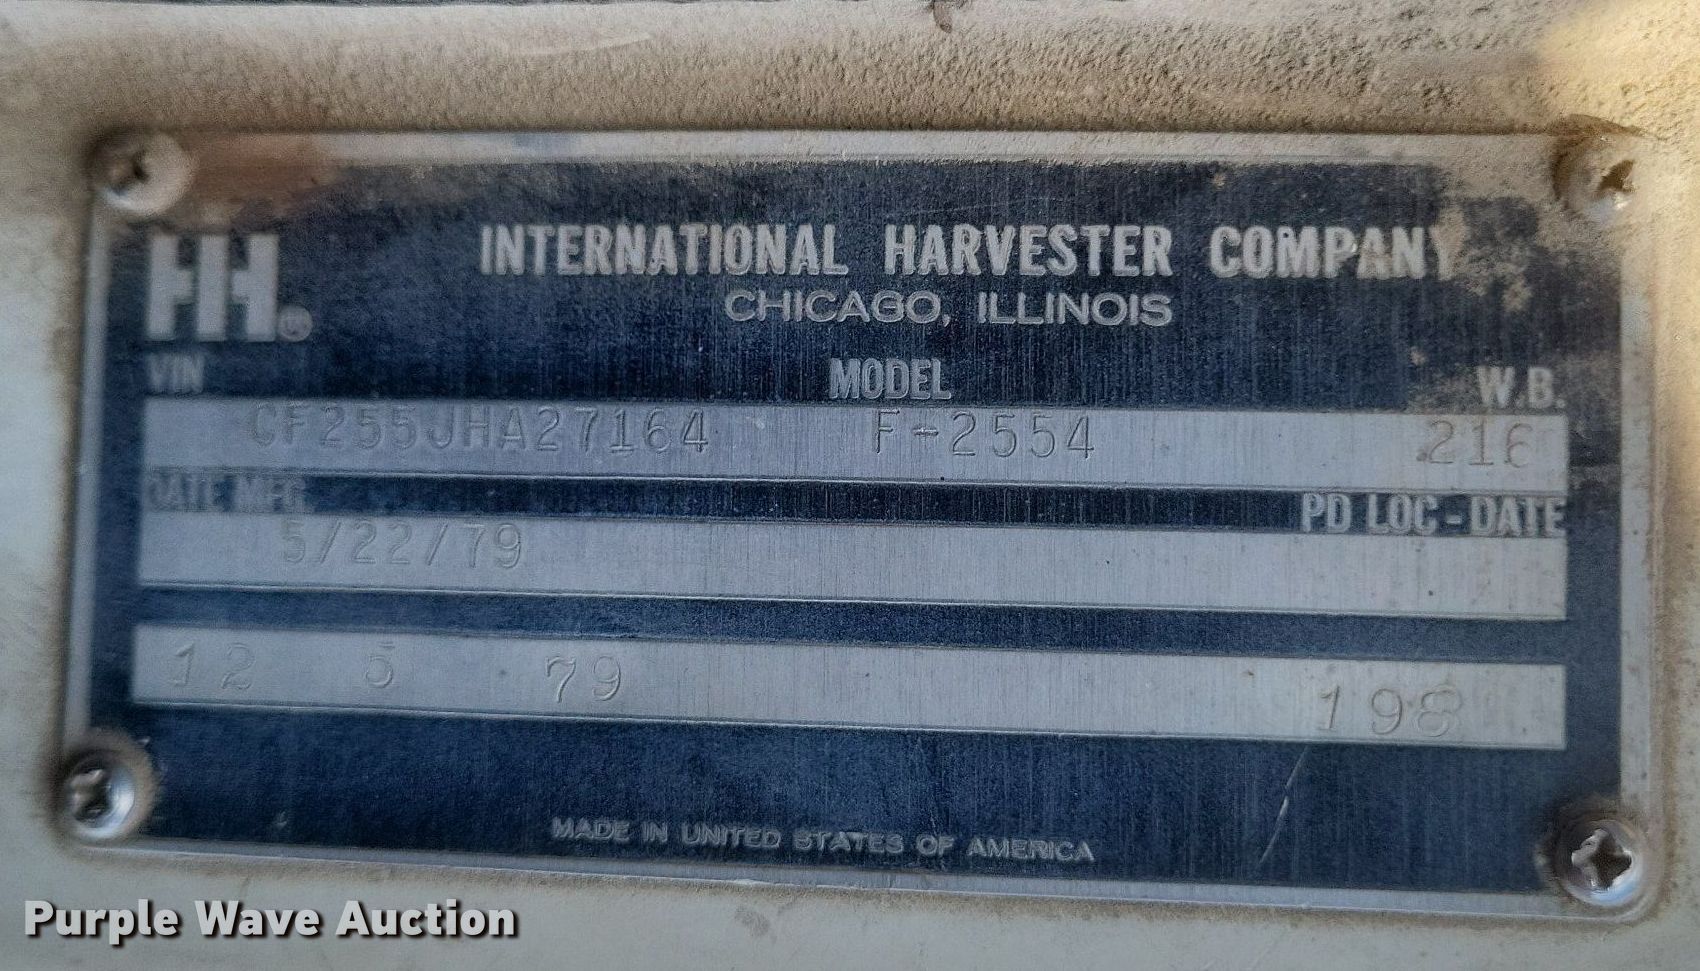 IH®
INTERNATIONAL HARVESTER COMPANY
CHICAGO, ILLINOIS
VIN MODEL W.B.
CF255JHA27164 F-2554 216
DATE MFG. PD LOC-DATE
5/22/79
12 5 79 198
MADE IN UNITED STATES OF AMERICA
Purple Wave Auction